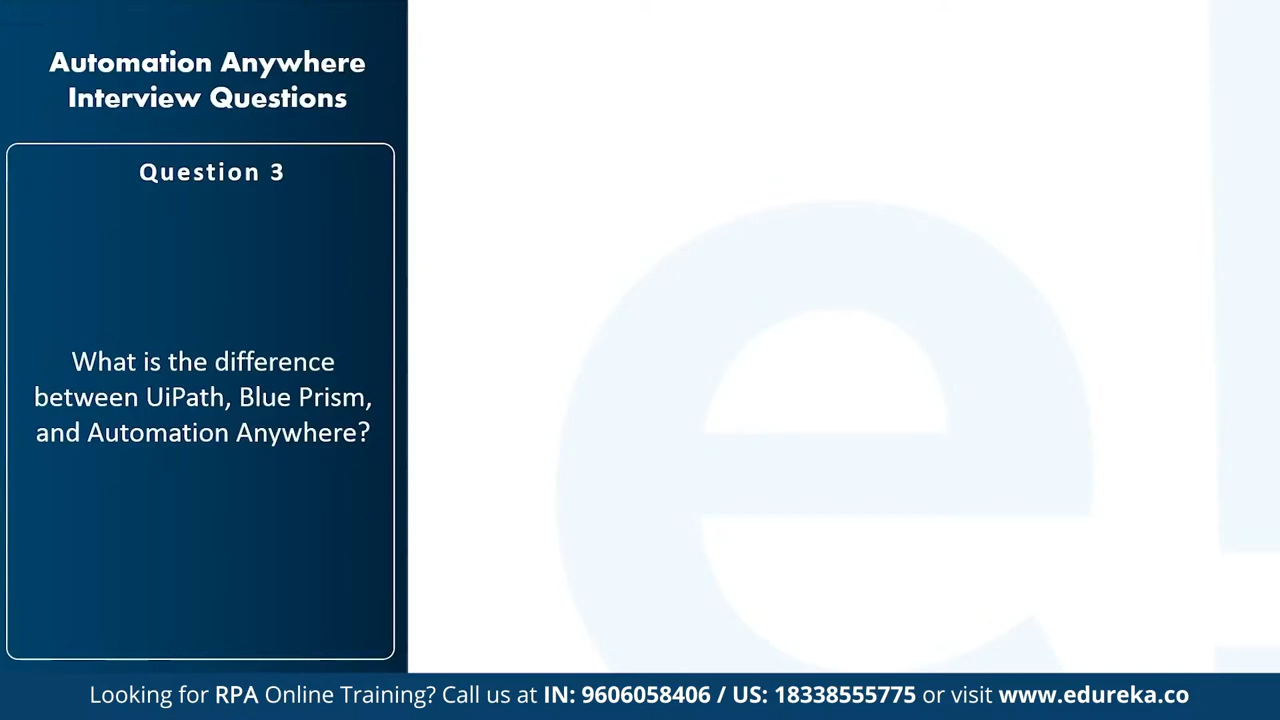 Automation Anywhere
Interview Questions
Question 3
What is the difference
between UiPath, Blue Prism,
and Automation Anywhere?
Looking for RPA Online Training? Call us at IN: 9606058406 / US: 18338555775 or visit www.edureka.co